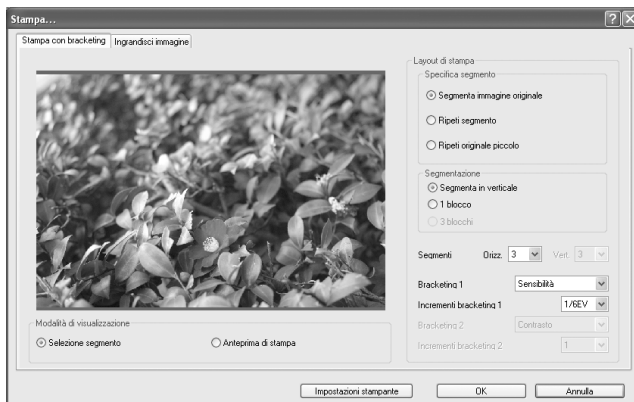 Stampa...
Stampa con bracketing
Ingrandisci immagine
Layout di stampa
Specifica segmento
Segmenta immagine originale
Ripeti segmento
Ripeti originale piccolo
Segmentazione
Segmenta in verticale
1 blocco
3 blocchi
Segmenti Orizz. 3 Vert. 3
Bracketing 1 Sensibilità
Incrementi bracketing 1 1/6EV
Bracketing 2 Contrasto
Incrementi bracketing 2 1
Modalità di visualizzazione
Selezione segmento
Anteprima di stampa
Impostazioni stampante
OK
Annulla